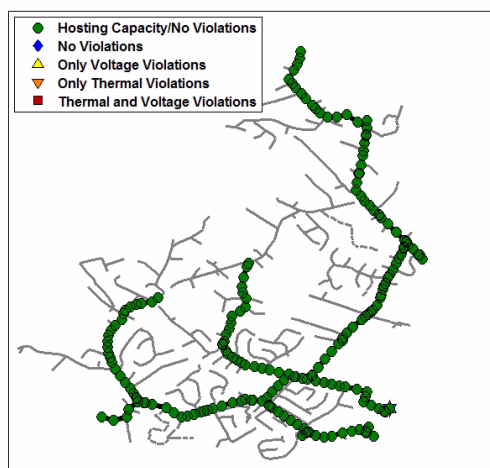 Hosting Capacity/No Violations
No Violations
Only Voltage Violations
Only Thermal Violations
Thermal and Voltage Violations